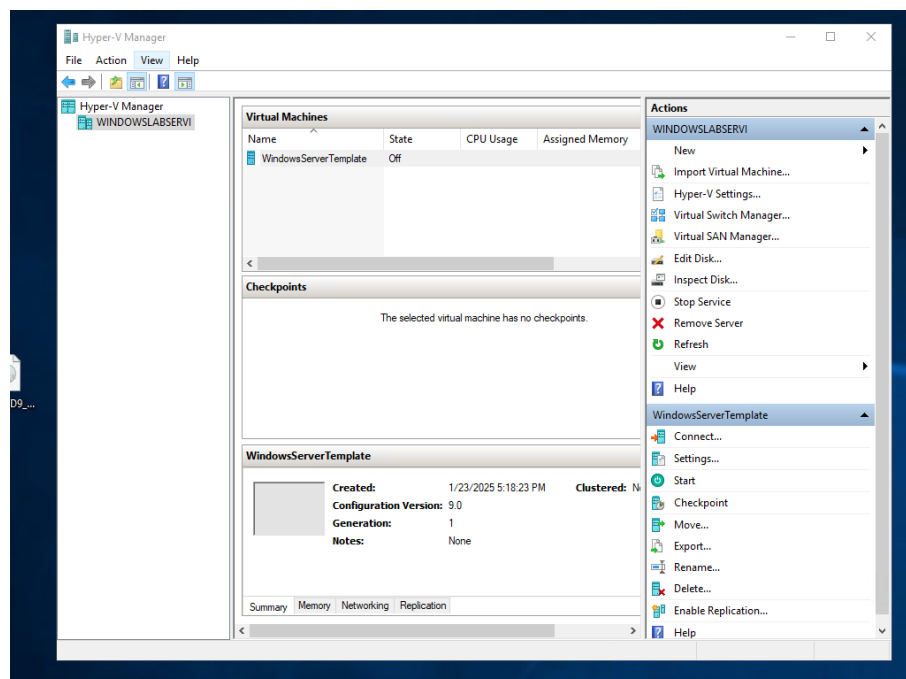 Hyper-V Manager
File Action View Help
Hyper-V Manager
WINDOWSLABSERVI
Virtual Machines
Name State CPU Usage Assigned Memory
WindowsServerTemplate Off
Checkpoints
The selected virtual machine has no checkpoints.
WindowsServerTemplate
Created: 1/23/2025 5:18:23 PM Clustered:
Configuration Version: 9.0
Generation: 1
Notes: None
Summary Memory Networking Replication
Actions
WINDOWSLABSERVI
New
Import Virtual Machine...
Hyper-V Settings...
Virtual Switch Manager...
Virtual SAN Manager...
Edit Disk...
Inspect Disk...
Stop Service
Remove Server
Refresh
View
Help
WindowsServerTemplate
Connect...
Settings...
Start
Checkpoint
Move...
Export...
Rename...
Delete...
Enable Replication...
Help
D9_...